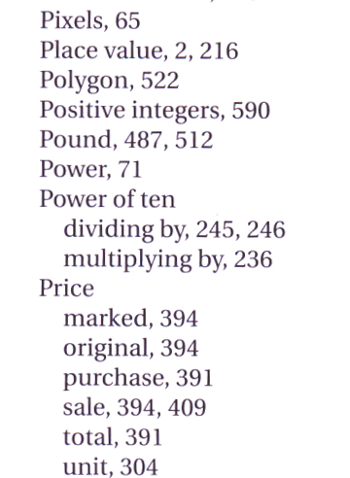 Pixels, 65
Place value, 2, 216
Polygon, 522
Positive integers, 590
Pound, 487, 512
Power, 71
Power of ten
dividing by, 245, 246
multiplying by, 236
Price
marked, 394
original, 394
purchase, 391
sale, 394, 409
total, 391
unit, 304